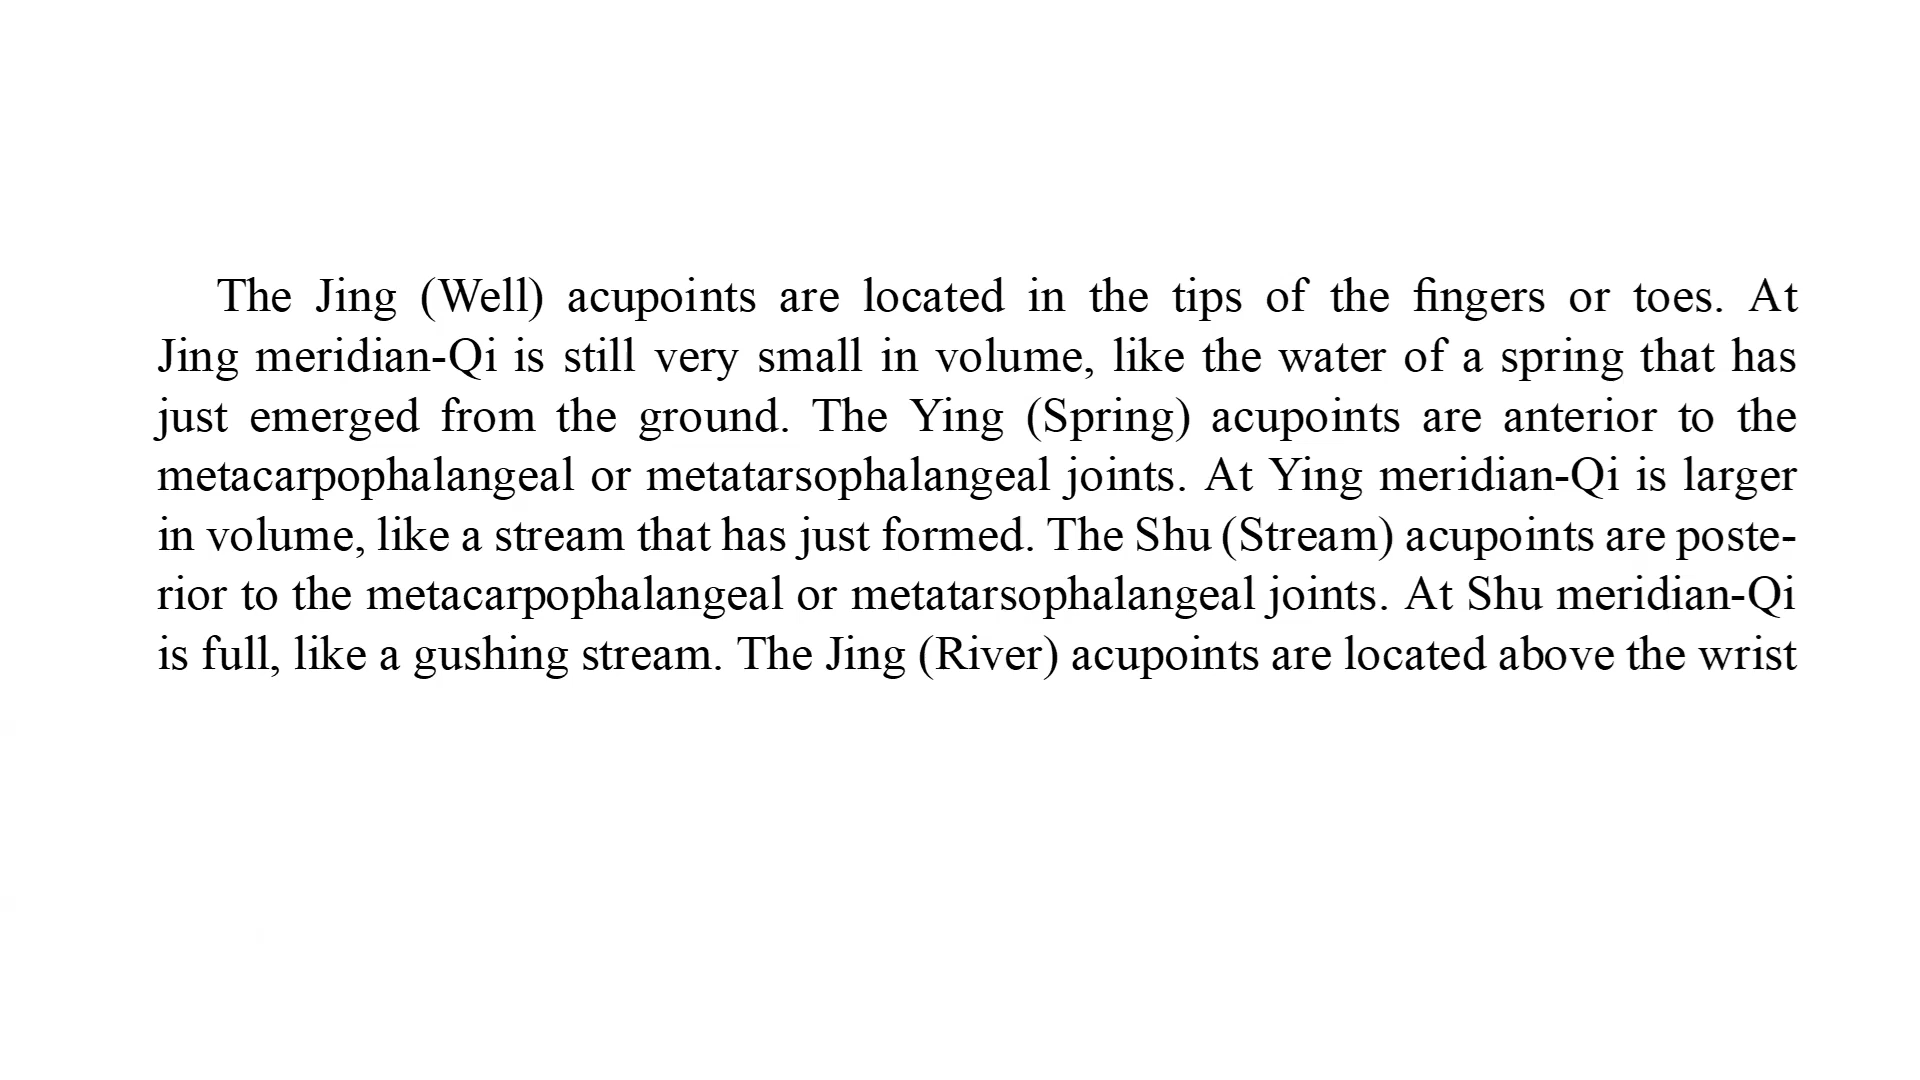 The Jing (Well) acupoints are located in the tips of the fingers or toes. At
Jing meridian-Qi is still very small in volume, like the water of a spring that has
just emerged from the ground. The Ying (Spring) acupoints are anterior to the
metacarpophalangeal or metatarsophalangeal joints. At Ying meridian-Qi is larger
in volume, like a stream that has just formed. The Shu (Stream) acupoints are poste-
rior to the metacarpophalangeal or metatarsophalangeal joints. At Shu meridian-Qi
is full, like a gushing stream. The Jing (River) acupoints are located above the wrist